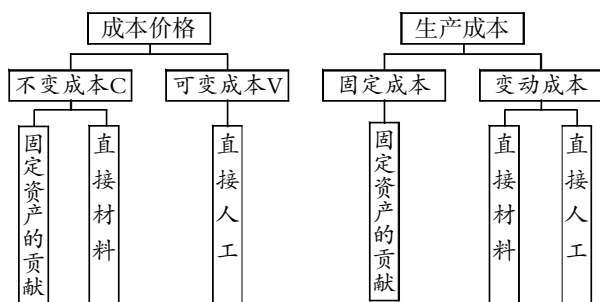 成本价格
生产成本
不变成本C
可变成本V
固定成本
变动成本
固定资产的贡献
直接材料
直接人工
固定资产的贡献
直接材料
直接人工